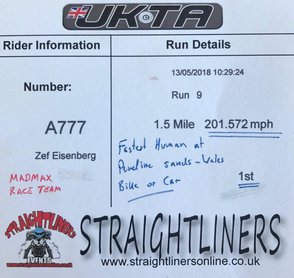 UKTA
Rider Information
Run Details
13/05/2018 10:29:24
Number:
Run 9
A777
1.5 Mile 201.572 mph
Zef Eisenberg
Fastest Human at
Pendine Sands - Wales
Bike or Car
1st
MADMAX
RACE TEAM
STRAIGHTLINERS
EVENTS
STRAIGHTLINERS
www.straightlinersonline.co.uk